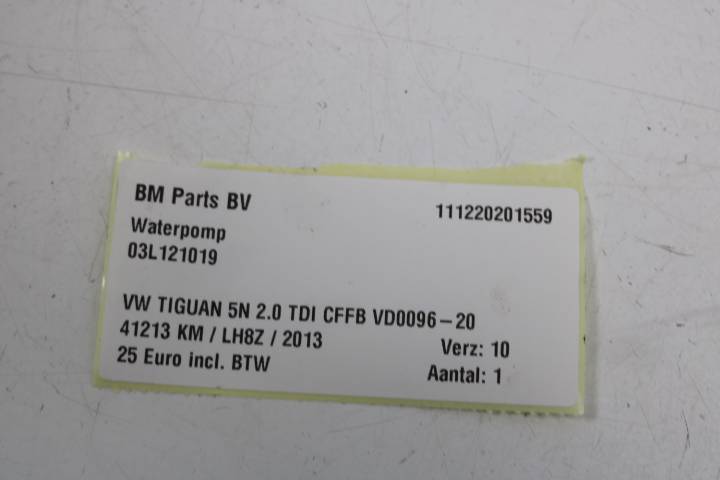 BM Parts BV 111220201559
Waterpomp
03L121019
VW TIGUAN 5N 2.0 TDI CFFB VD0096-20
41213 KM / LH8Z / 2013 Verz: 10
25 Euro incl. BTW Aantal: 1